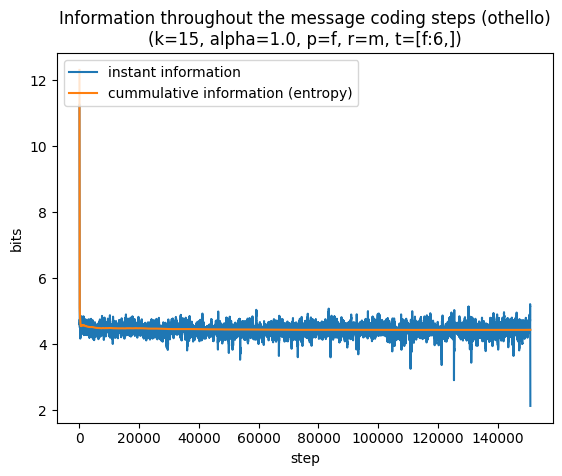 Information throughout the message coding steps (othello)
(k=15, alpha=1.0, p=f, r=m, t=[f:6,])
instant information
cummulative information (entropy)
12
10
8
6
4
2
bits
0 20000 40000 60000 80000 100000 120000 140000
step